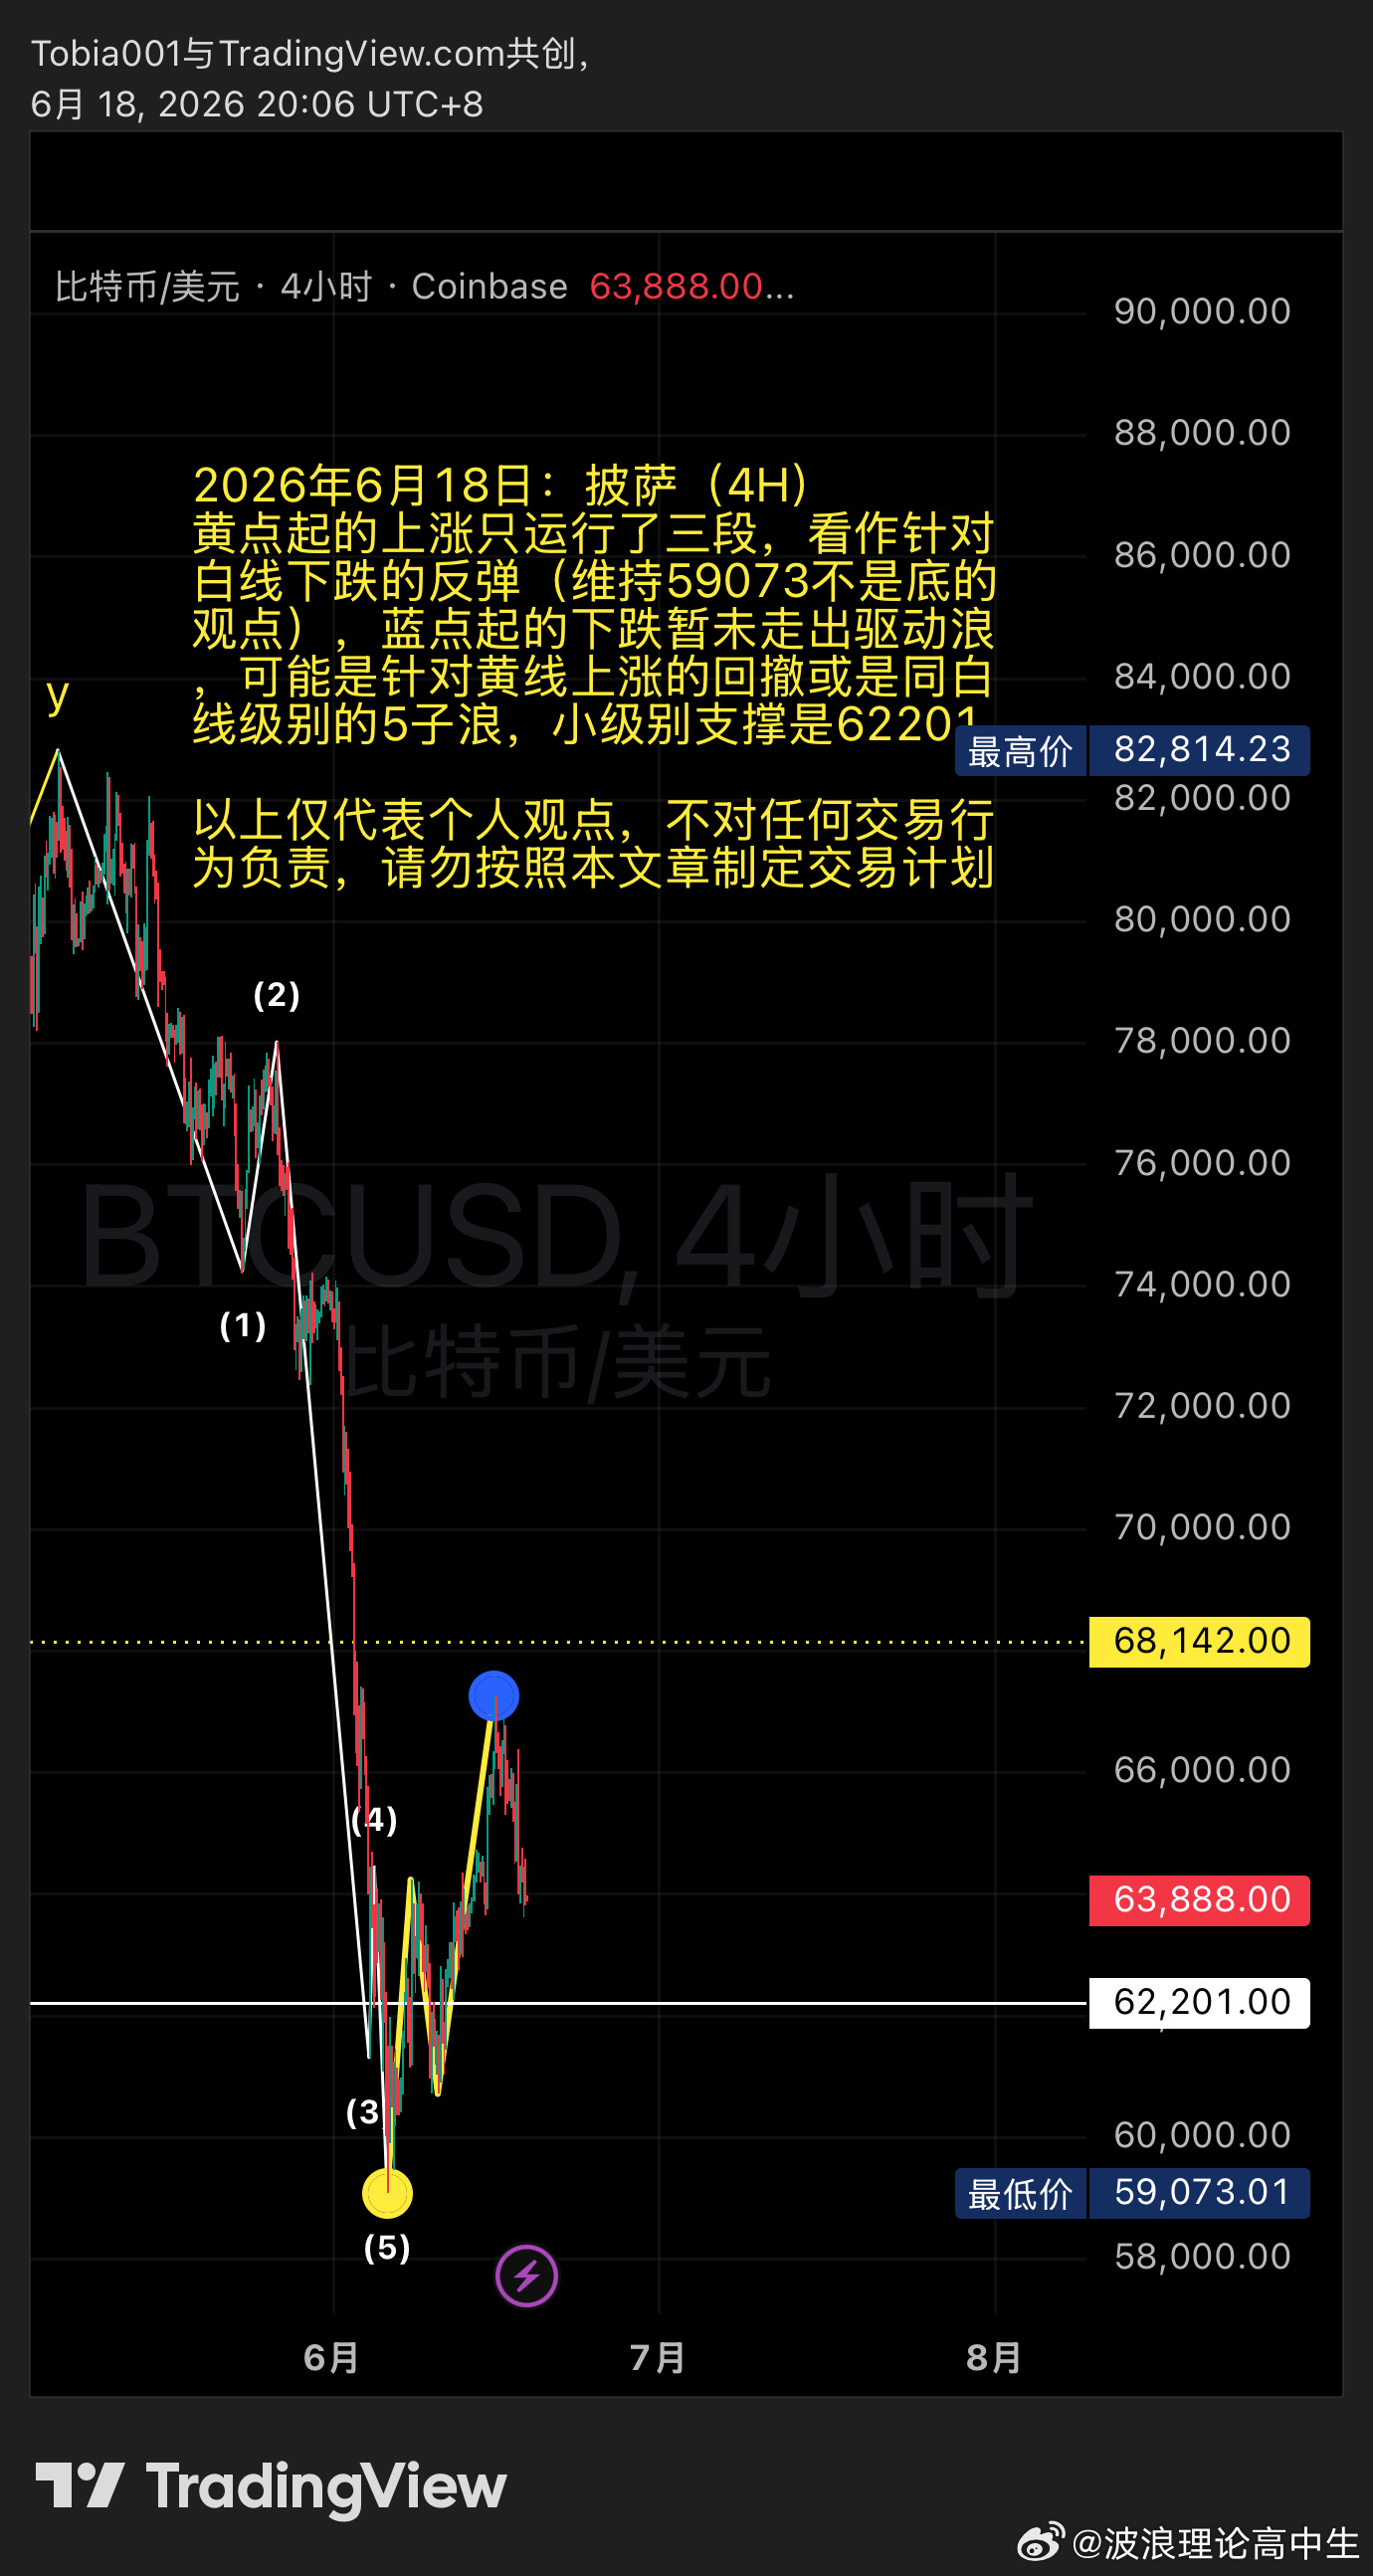 Tobia001与TradingView.com共创,
6月 18, 2026 20:06 UTC+8
比特币/美元 · 4小时 · Coinbase 63,888.00...
90,000.00
88,000.00
2026年6月18日：披萨（4H）
黄点起的上涨只运行了三段，看作针对
白线下跌的反弹（维持59073不是底的
观点），蓝点起的下跌暂未走出驱动浪
，可能是针对黄线上涨的回撤或是同白
线级别的5子浪，小级别支撑是62201
86,000.00
84,000.00
y
最高价 82,814.23
82,000.00
以上仅代表个人观点，不对任何交易行
为负责，请勿按照本文章制定交易计划
80,000.00
(2)
78,000.00
76,000.00
BTCUSD, 4小时
74,000.00
(1)
比特币/美元
72,000.00
70,000.00
68,142.00
66,000.00
(4)
63,888.00
62,201.00
(3
60,000.00
最低价 59,073.01
(5)
58,000.00
6月 7月 8月
TradingView
@波浪理论高中生